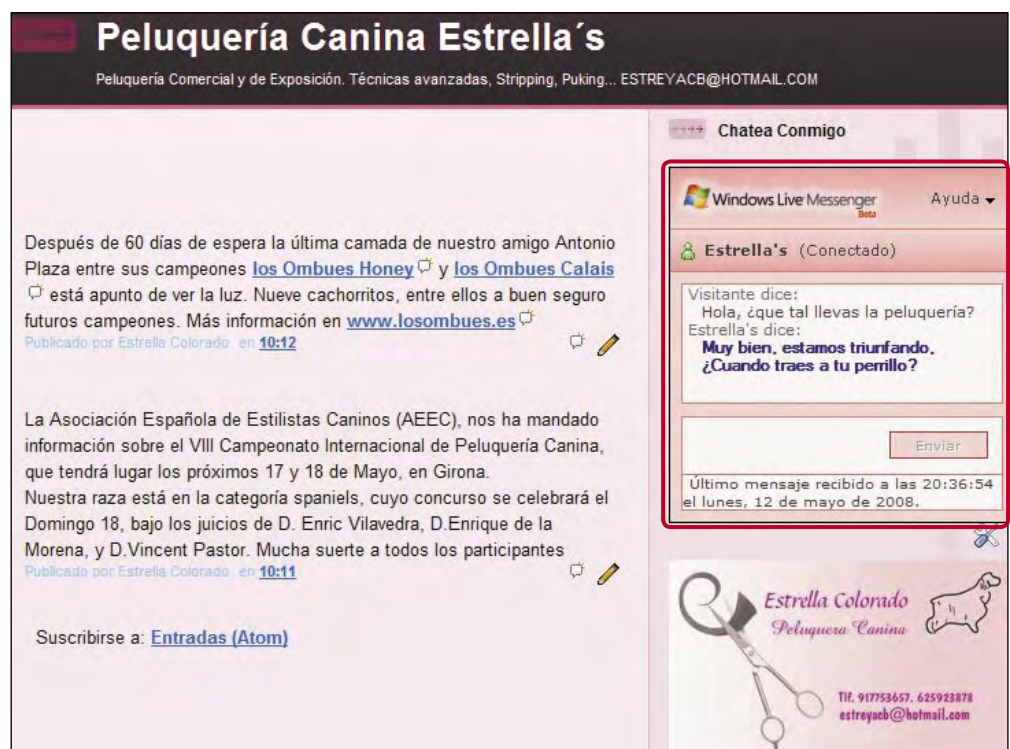 Peluquería Canina Estrella´s
Peluquería Comercial y de Exposición. Técnicas avanzadas, Stripping, Puking... ESTREYACB@HOTMAIL.COM
Después de 60 días de espera la última camada de nuestro amigo Antonio
Plaza entre sus campeones los Ombues Honey y los Ombues Calais
está apunto de ver la luz. Nueve cachorritos, entre ellos a buen seguro
futuros campeones. Más información en www.losombues.es
Publicado por Estrella Colorado en 10:12
La Asociación Española de Estilistas Caninos (AEEC), nos ha mandado
información sobre el VIII Campeonato Internacional de Peluquería Canina,
que tendrá lugar los próximos 17 y 18 de Mayo, en Girona.
Nuestra raza está en la categoría spaniels, cuyo concurso se celebrará el
Domingo 18, bajo los juicios de D. Enric Vilavedra, D.Enrique de la
Morena, y D.Vincent Pastor. Mucha suerte a todos los participantes
Publicado por Estrella Colorado en 10:11
Suscribirse a: Entradas (Atom)
Chatea Conmigo
Windows Live Messenger Beta
Ayuda
Estrella's (Conectado)
Visitante dice:
Hola, ¿que tal llevas la peluquería?
Estrella's dice:
Muy bien, estamos triunfando.
¿Cuando traes a tu perrillo?
Enviar
Último mensaje recibido a las 20:36:54
el lunes, 12 de mayo de 2008.
Estrella Colorado
Peluquera Canina
Tlf. 917753657. 625923878
estreyacb@hotmail.com